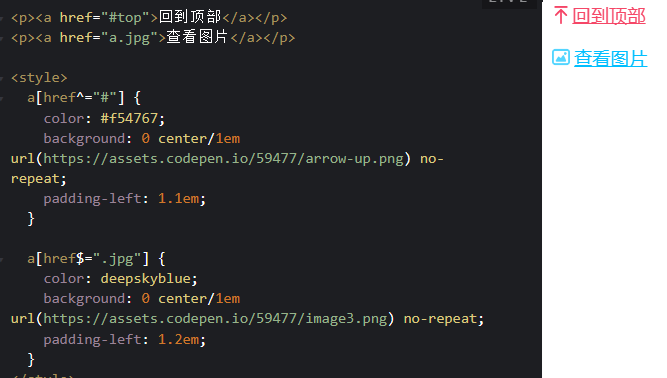 <p><a href="#top">回到顶部</a></p>
<p><a href="a.jpg">查看图片</a></p>
<style>
a[href^="#"] {
color: #f54767;
background: 0 center/1em
url(https://assets.codepen.io/59477/arrow-up.png) no-
repeat;
padding-left: 1.1em;
}
a[href$=".jpg"] {
color: deepskyblue;
background: 0 center/1em
url(https://assets.codepen.io/59477/image3.png) no-repeat;
padding-left: 1.2em;
}
回到顶部
查看图片